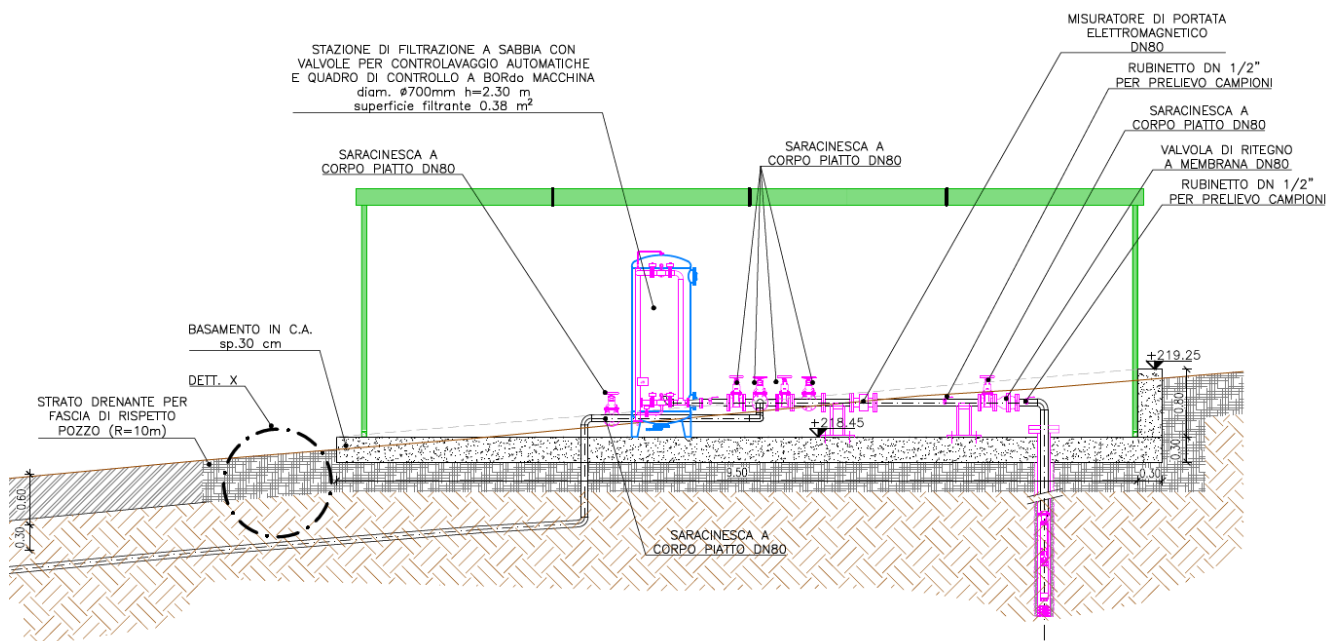 MISURATORE DI PORTATA
ELETTROMAGNETICO
DN80
STAZIONE DI FILTRAZIONE A SABBIA CON
VALVOLE PER CONTROLAVAGGIO AUTOMATICHE
E QUADRO DI CONTROLLO A BORdo MACCHINA
diam. ø700mm h=2.30 m
superficie filtrante 0.38 m²
RUBINETTO DN 1/2"
PER PRELIEVO CAMPIONI
SARACINESCA A
CORPO PIATTO DN80
SARACINESCA A
CORPO PIATTO DN80
SARACINESCA A
CORPO PIATTO DN80
VALVOLA DI RITEGNO
A MEMBRANA DN80
RUBINETTO DN 1/2"
PER PRELIEVO CAMPIONI
BASAMENTO IN C.A.
sp.30 cm
+219.25
DETT. X
STRATO DRENANTE PER
FASCIA DI RISPETTO
POZZO (R=10m)
0.80
+218.45
0.30
9.50
0.30
0.60
0.30
SARACINESCA A
CORPO PIATTO DN80